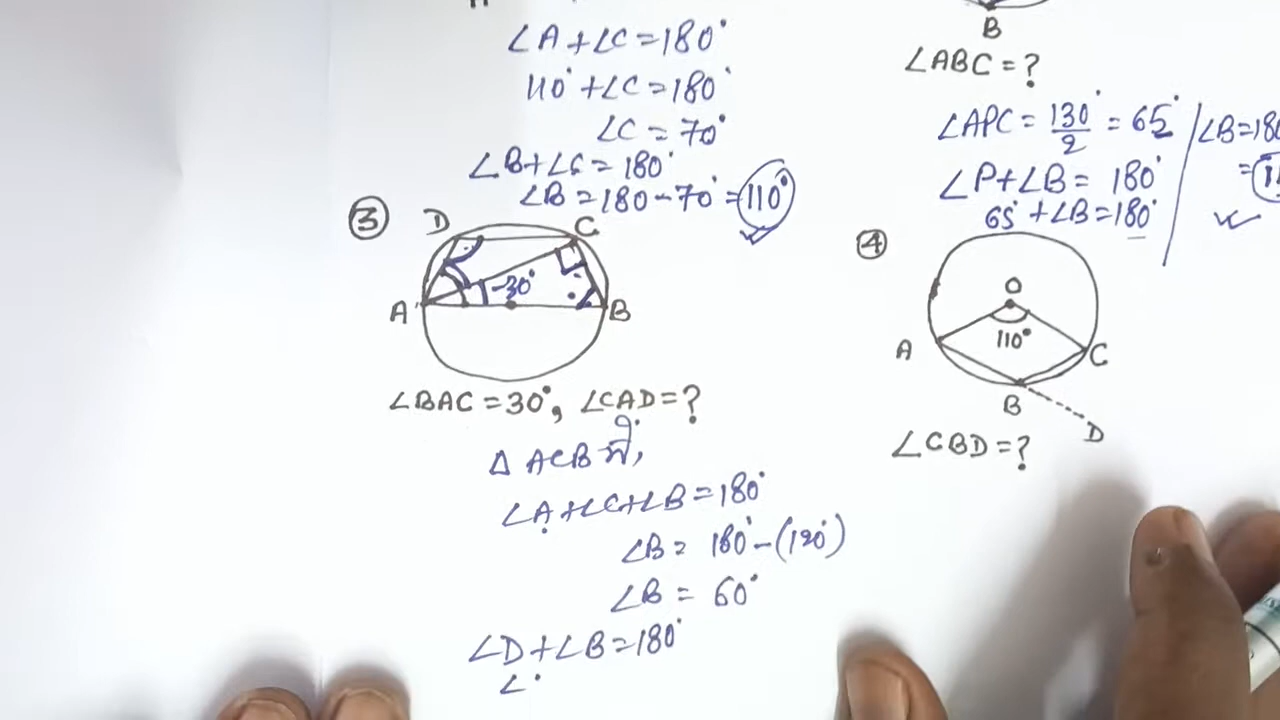 ∠A+∠C=180°
110°+∠C=180°
∠C=70°
∠B+∠C=180°
∠B=180-70°=110°
B
∠ABC=?
∠APC=130°/2=65°
∠P+∠B=180°
65°+∠B=180°
∠B=180
③
D
C
30°
A
B
∠BAC=30°, ∠CAD=?
△ ACB में,
∠A+∠C+∠B=180°
∠B=180°-(120°)
∠B=60°
∠D+∠B=180°
∠
④
O
110°
A
C
B
D
∠CBD=?